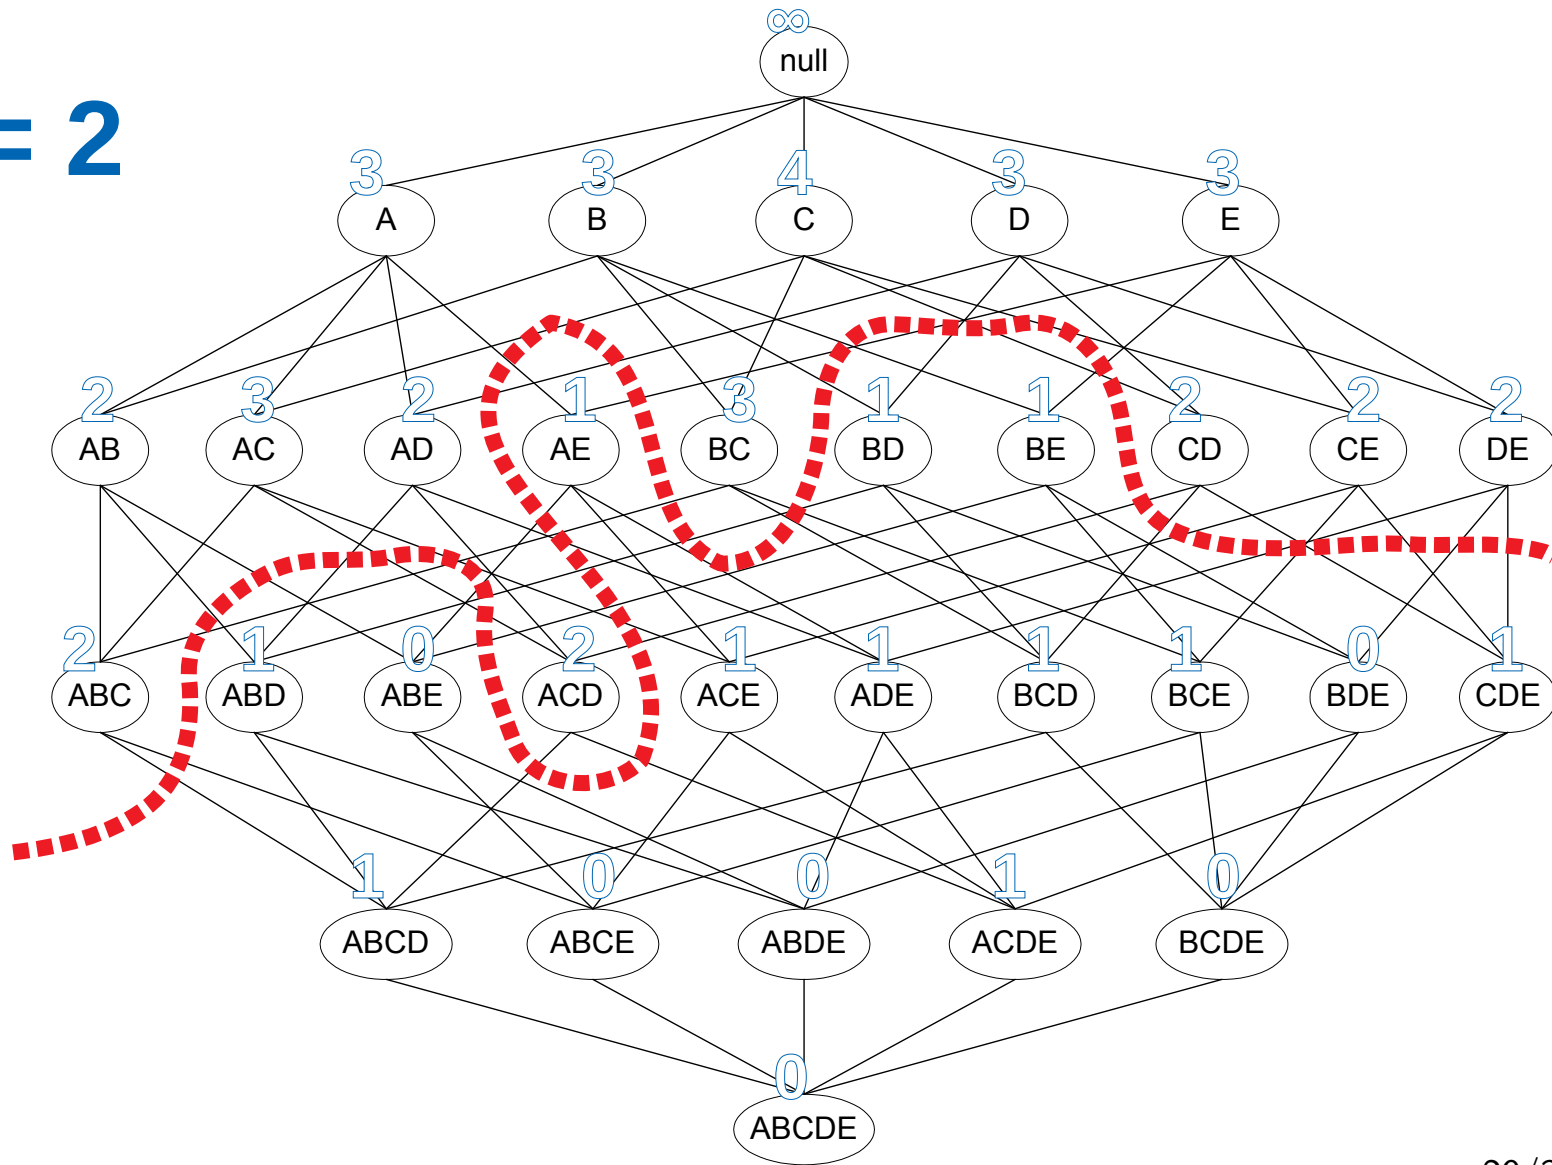 ∞
null
= 2
3 3 4 3 3
A B C D E
2 3 2 1 3 1 1 2 2 2
AB AC AD AE BC BD BE CD CE DE
2 1 0 2 1 1 1 1 0 1
ABC ABD ABE ACD ACE ADE BCD BCE BDE CDE
1 0 0 1 0
ABCD ABCE ABDE ACDE BCDE
0
ABCDE